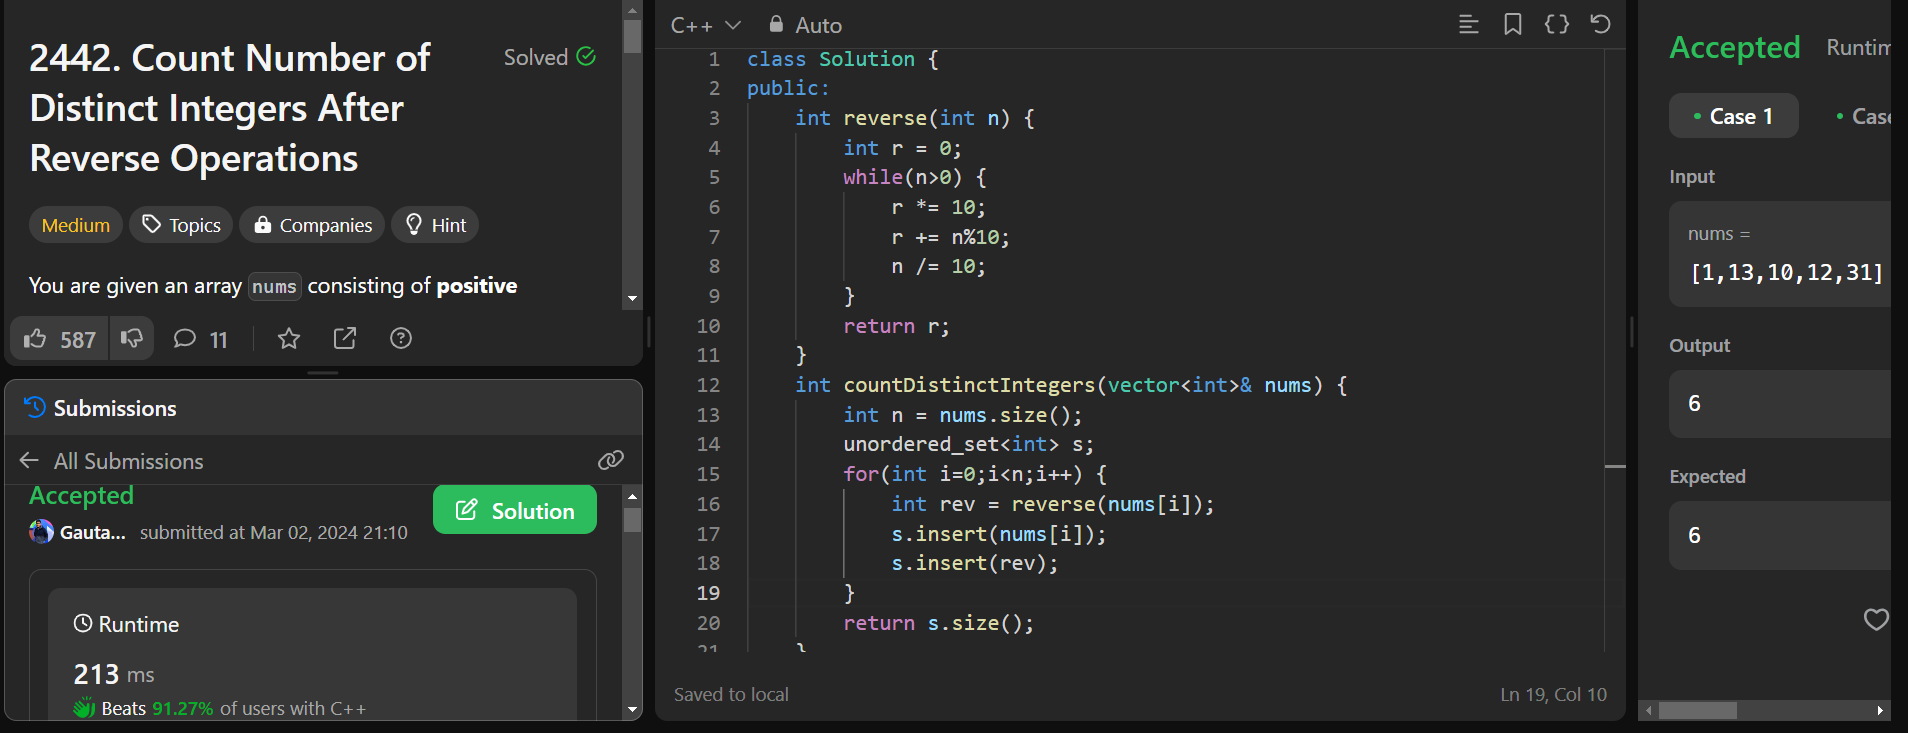 2442. Count Number of
Distinct Integers After
Reverse Operations
Solved
Medium
Topics
Companies
Hint
You are given an array nums consisting of positive
587
11
Submissions
All Submissions
Accepted
Gauta... submitted at Mar 02, 2024 21:10
Solution
Runtime
213 ms
Beats 91.27% of users with C++
C++
Auto
1 class Solution {
2 public:
3     int reverse(int n) {
4         int r = 0;
5         while(n>0) {
6             r *= 10;
7             r += n%10;
8             n /= 10;
9         }
10         return r;
11     }
12     int countDistinctIntegers(vector<int>& nums) {
13         int n = nums.size();
14         unordered_set<int> s;
15         for(int i=0;i<n;i++) {
16             int rev = reverse(nums[i]);
17             s.insert(nums[i]);
18             s.insert(rev);
19         }
20         return s.size();
21     }
Saved to local
Ln 19, Col 10
Accepted
Case 1
Input
nums =
[1,13,10,12,31]
Output
6
Expected
6